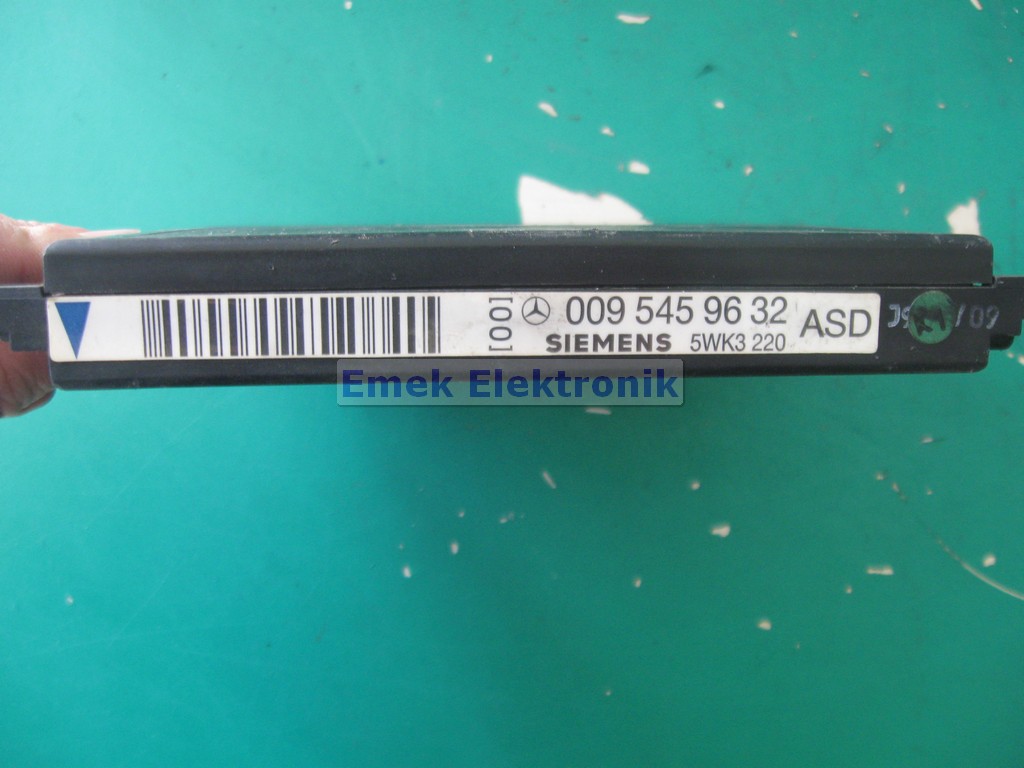 [00] 009 545 96 32 ASD
SIEMENS 5WK3 220
Emek Elektronik